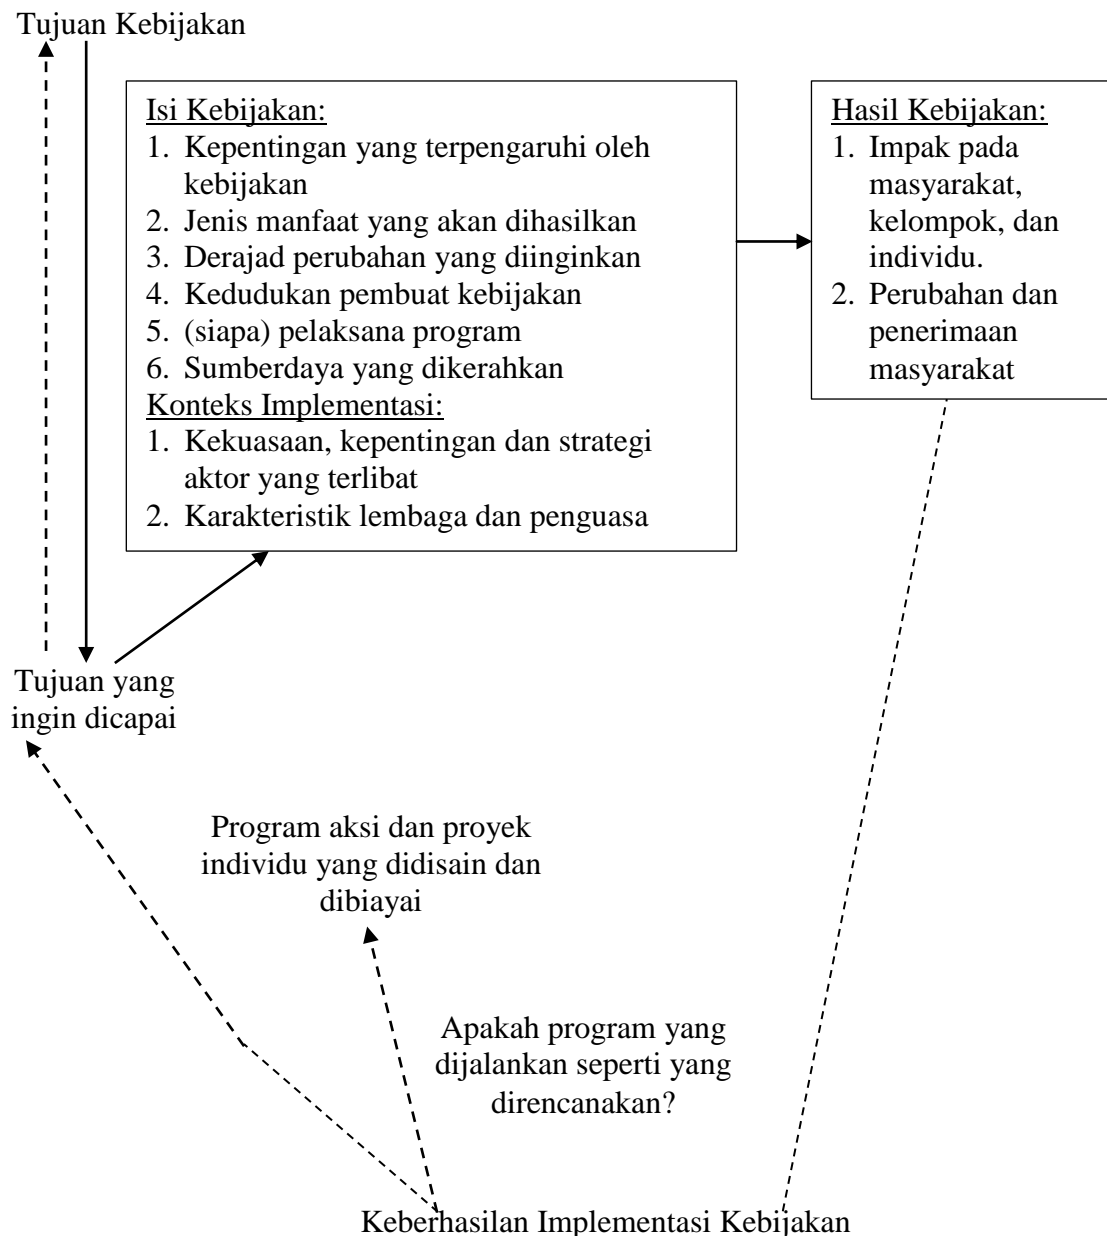 Tujuan Kebijakan
Isi Kebijakan:
1. Kepentingan yang terpengaruhi oleh
kebijakan
2. Jenis manfaat yang akan dihasilkan
3. Derajad perubahan yang diinginkan
4. Kedudukan pembuat kebijakan
5. (siapa) pelaksana program
6. Sumberdaya yang dikerahkan
Konteks Implementasi:
1. Kekuasaan, kepentingan dan strategi
aktor yang terlibat
2. Karakteristik lembaga dan penguasa
Hasil Kebijakan:
1. Impak pada
masyarakat,
kelompok, dan
individu.
2. Perubahan dan
penerimaan
masyarakat
Tujuan yang
ingin dicapai
Program aksi dan proyek
individu yang didisain dan
dibiayai
Apakah program yang
dijalankan seperti yang
direncanakan?
Keberhasilan Implementasi Kebijakan